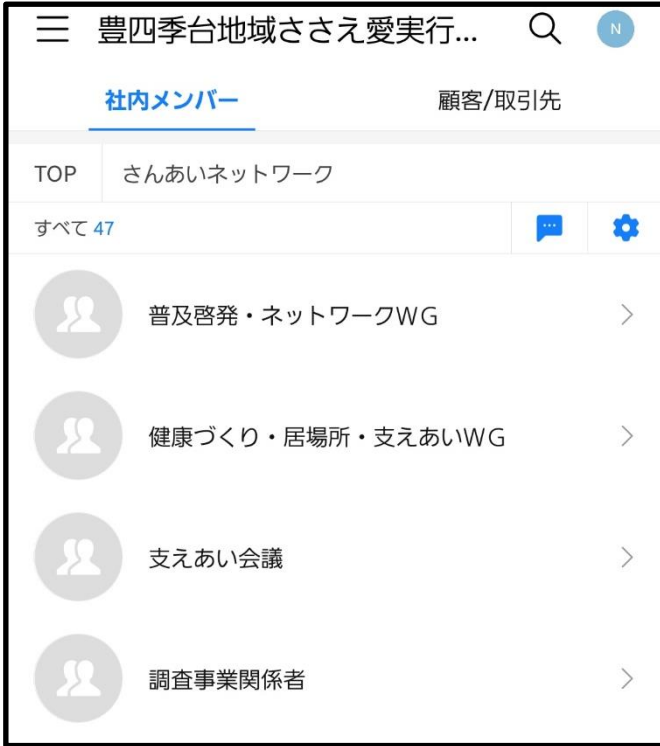 豊四季台地域ささえ愛実行...
N
社内メンバー
顧客/取引先
TOP さんあいネットワーク
すべて 47
普及啓発・ネットワークWG
健康づくり・居場所・支えあいWG
支えあい会議
調査事業関係者